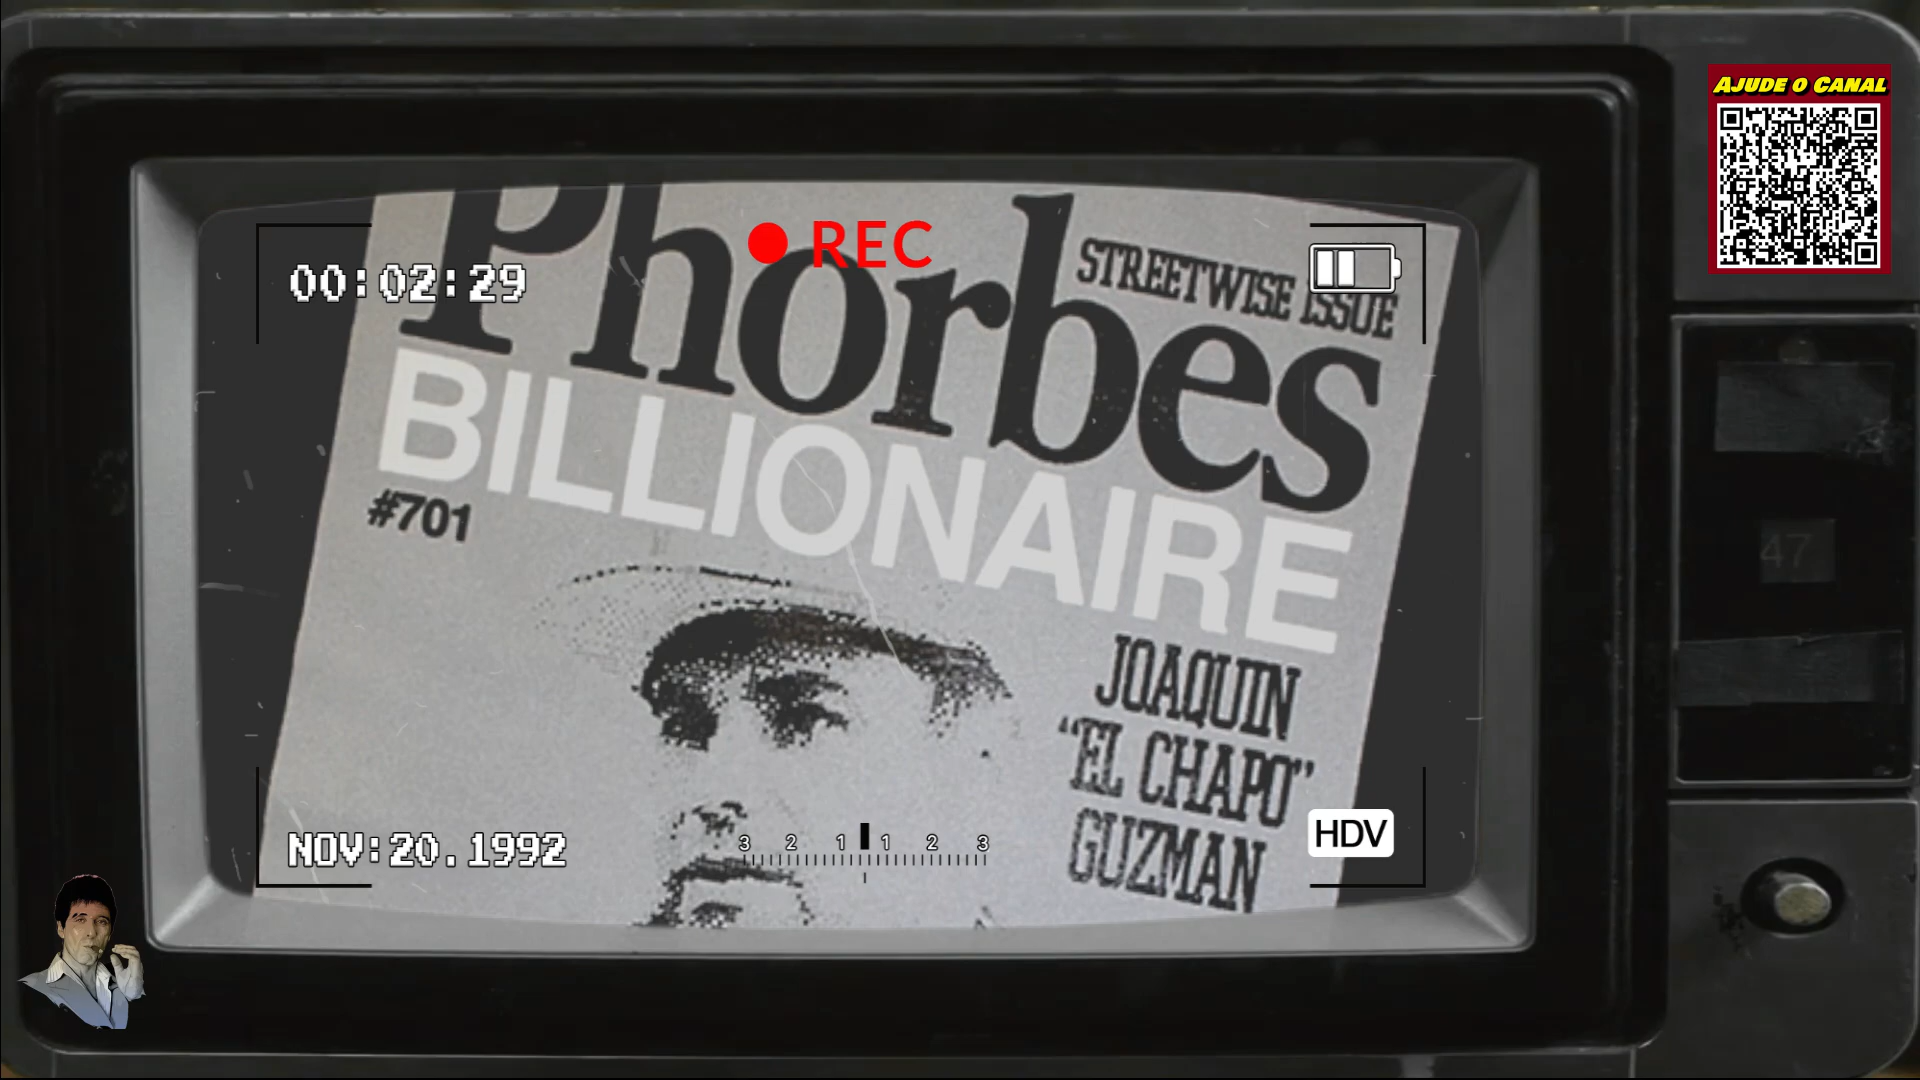 AJUDE O CANAL
REC
00:02:29
Phorbes
STREETWISE ISSUE
BILLIONAIRE
#701
JOAQUIN
“EL CHAPO”
GUZMAN
47
NOV:20.1992
3 2 1 1 2 3
HDV